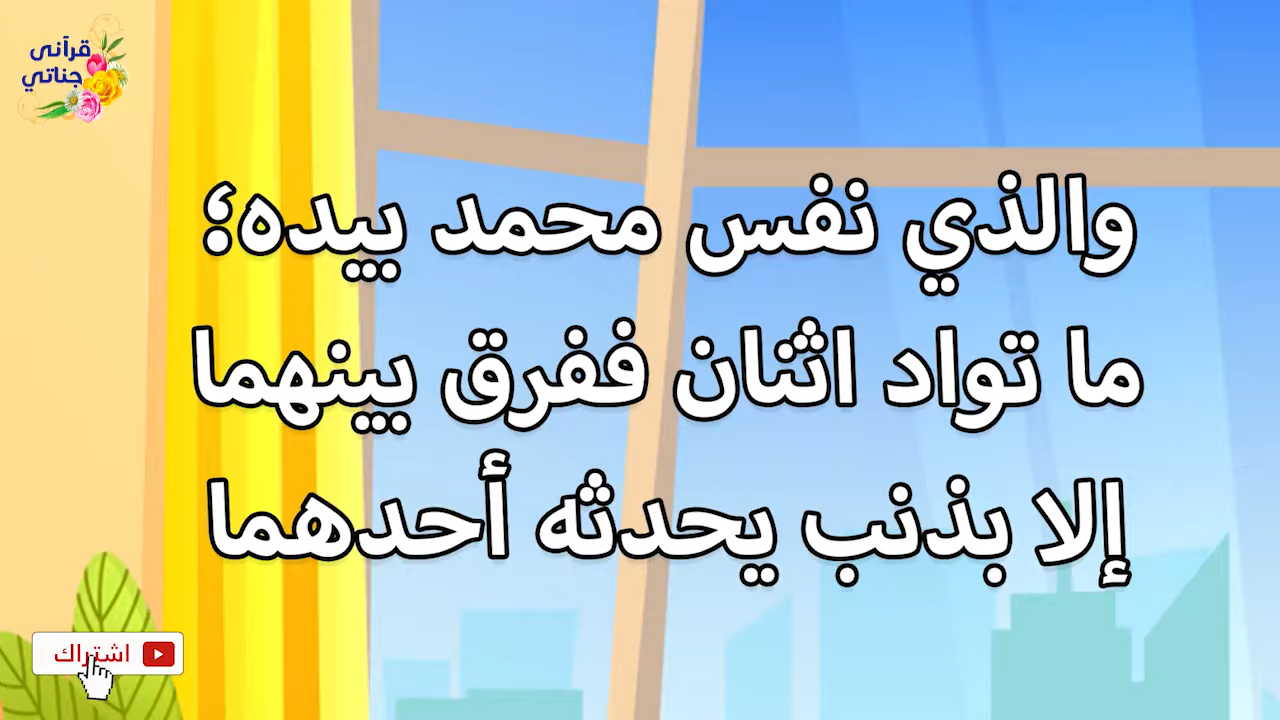 قرآنى
جناتي
والذي نفس محمد بيده؛
ما تواد اثنان ففرق بينهما
إلا بذنب يحدثه أحدهما
اشتراك